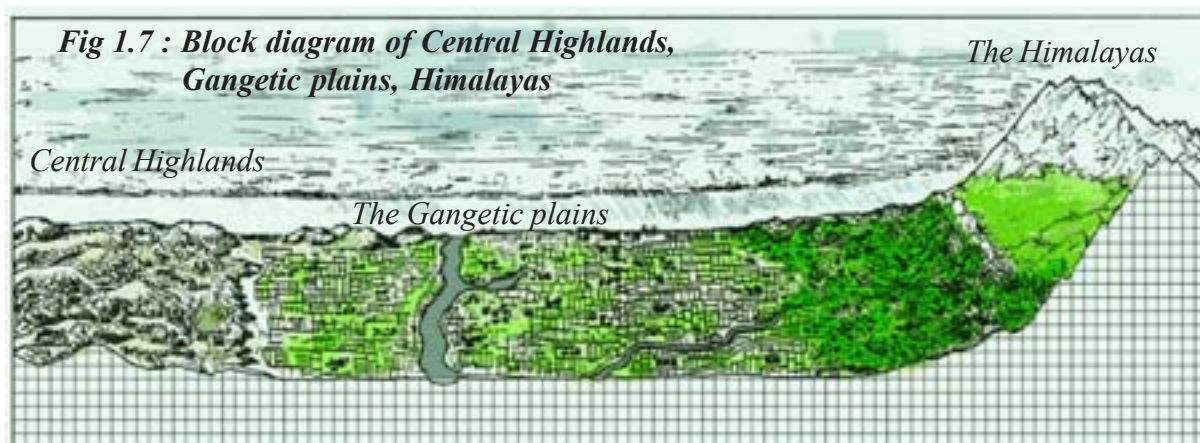 Fig 1.7 : Block diagram of Central Highlands,
Gangetic plains, Himalayas
The Himalayas
Central Highlands
The Gangetic plains